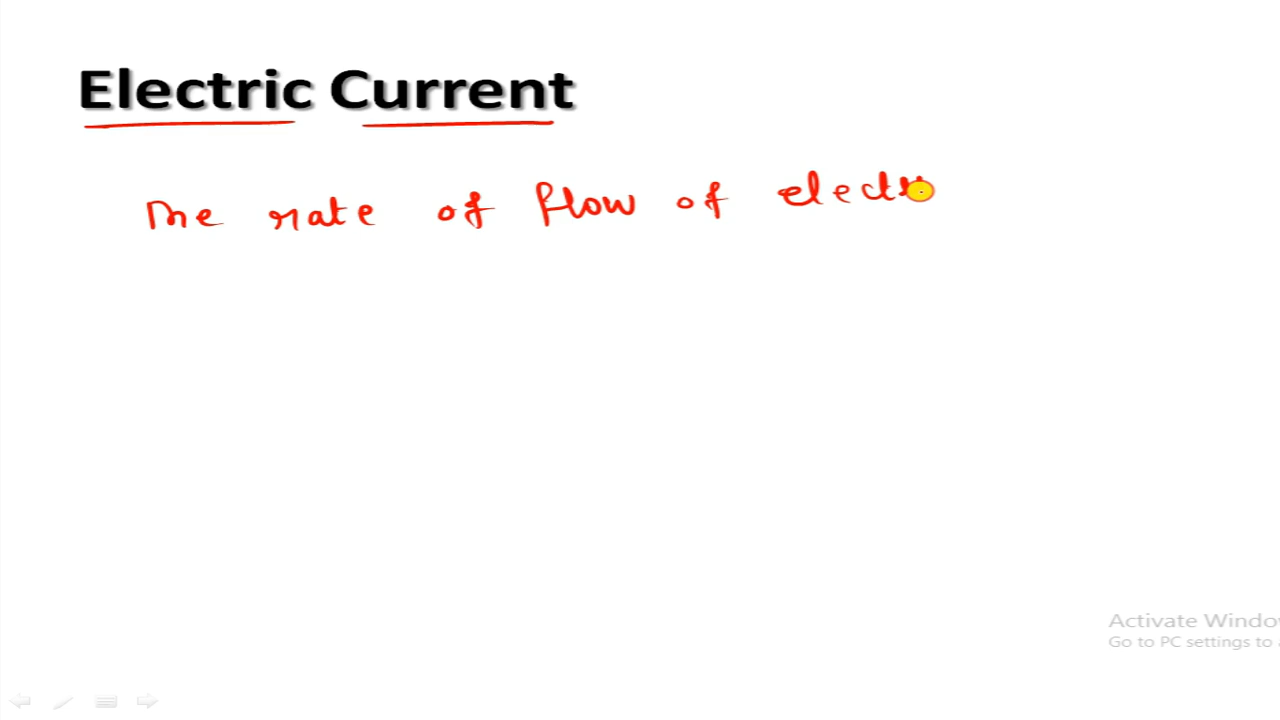 Electric Current
The rate of flow of
Activate Windo
Go to PC settings to